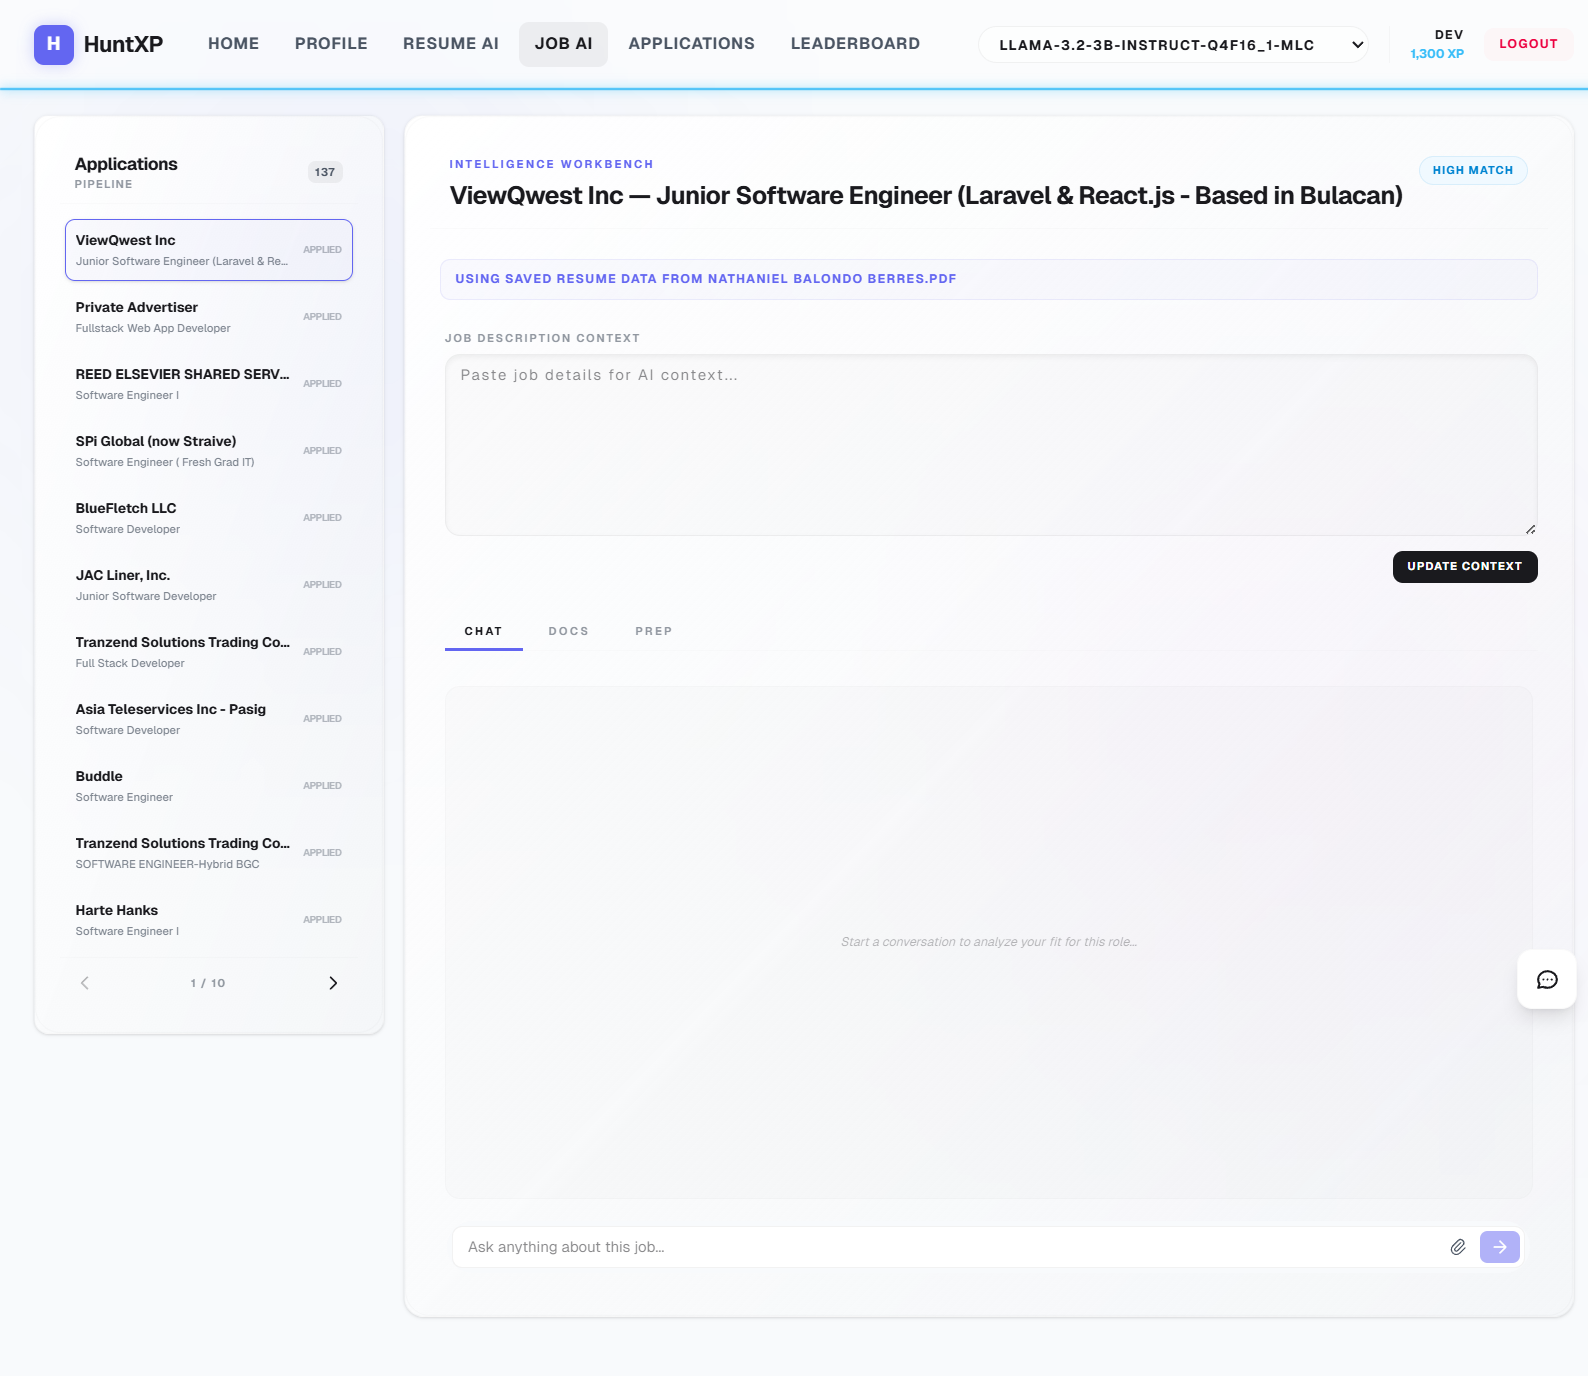 H HuntXP HOME PROFILE RESUME AI JOB AI APPLICATIONS LEADERBOARD LLAMA-3.2-3B-INSTRUCT-Q4F16_1-MLC DEV LOGOUT
1,300 XP
Applications 137
PIPELINE
ViewQwest Inc APPLIED
Junior Software Engineer (Laravel & Re...
Private Advertiser APPLIED
Fullstack Web App Developer
REED ELSEVIER SHARED SERV... APPLIED
Software Engineer I
SPi Global (now Straive) APPLIED
Software Engineer ( Fresh Grad IT)
BlueFletch LLC APPLIED
Software Developer
JAC Liner, Inc. APPLIED
Junior Software Developer
Tranzend Solutions Trading Co... APPLIED
Full Stack Developer
Asia Teleservices Inc - Pasig APPLIED
Software Developer
Buddle APPLIED
Software Engineer
Tranzend Solutions Trading Co... APPLIED
SOFTWARE ENGINEER-Hybrid BGC
Harte Hanks APPLIED
Software Engineer I
1 / 10
INTELLIGENCE WORKBENCH
ViewQwest Inc — Junior Software Engineer (Laravel & React.js - Based in Bulacan)
HIGH MATCH
USING SAVED RESUME DATA FROM NATHANIEL BALONDO BERRES.PDF
JOB DESCRIPTION CONTEXT
Paste job details for AI context...
UPDATE CONTEXT
CHAT DOCS PREP
Start a conversation to analyze your fit for this role...
Ask anything about this job...